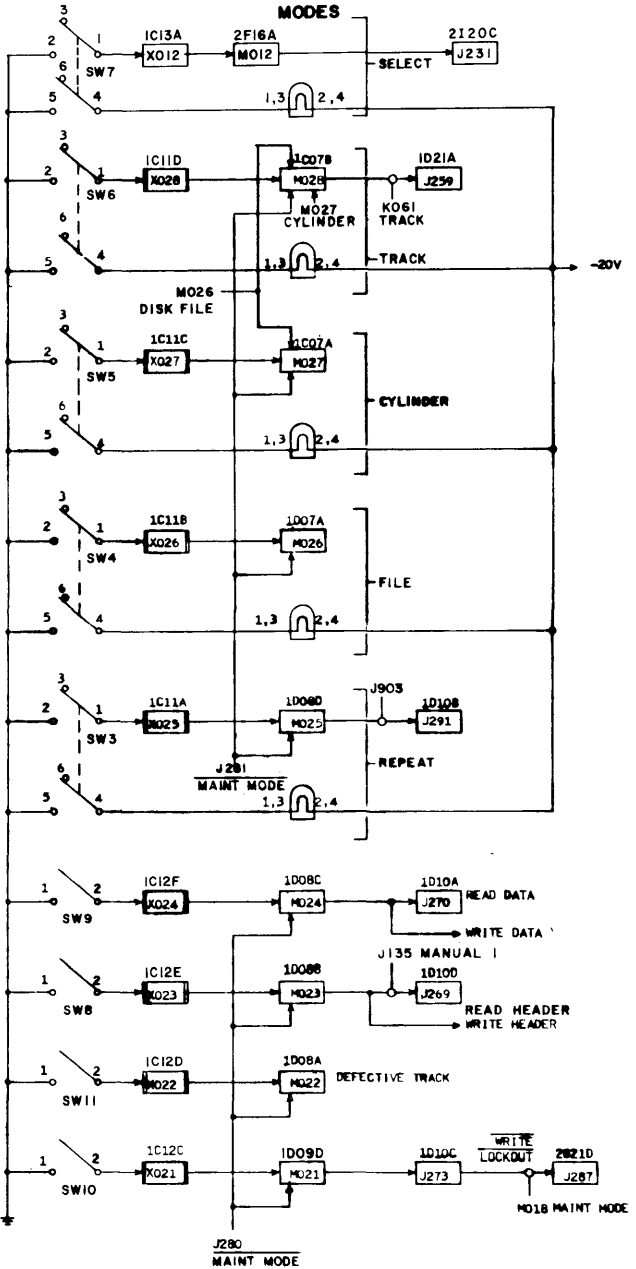 MODES
3
1C13A 2F16A 2I20C
2 1 X012 M012 J231
SW7 SELECT
6
5 4 1,3 2,4
3
1C11D 1C07B 1D21A
2 1 X028 M028 J259
SW6 M027 CYLINDER K061 TRACK
6
5 4 1,3 2,4 TRACK -20V
M026
DISK FILE
3
1C11C 1C07A
2 1 X027 M027
SW5
CYLINDER
6
5 4 1,3 2,4
3
1C11B 1D07A
2 1 X026 M026
SW4
FILE
6
5 4 1,3 2,4
3
1C11A 1D08D J903 1D10B
2 1 X025 M025 J291
SW3
J281
MAINT MODE
REPEAT
6
5 4 1,3 2,4
1C12F 1D08C 1D10A
1 2 X024 M024 J270 READ DATA
SW9
WRITE DATA
J135 MANUAL 1
1C12E 1D08B 1D10D
1 2 X023 M023 J269
SW8
READ HEADER
WRITE HEADER
1C12D 1D08A
1 2 X022 M022 DEFECTIVE TRACK
SW11
1C12C 1D09D 1D10C WRITE LOCKOUT 2B21D
1 2 X021 M021 J273 J287
SW10
M018 MAINT MODE
J280
MAINT MODE